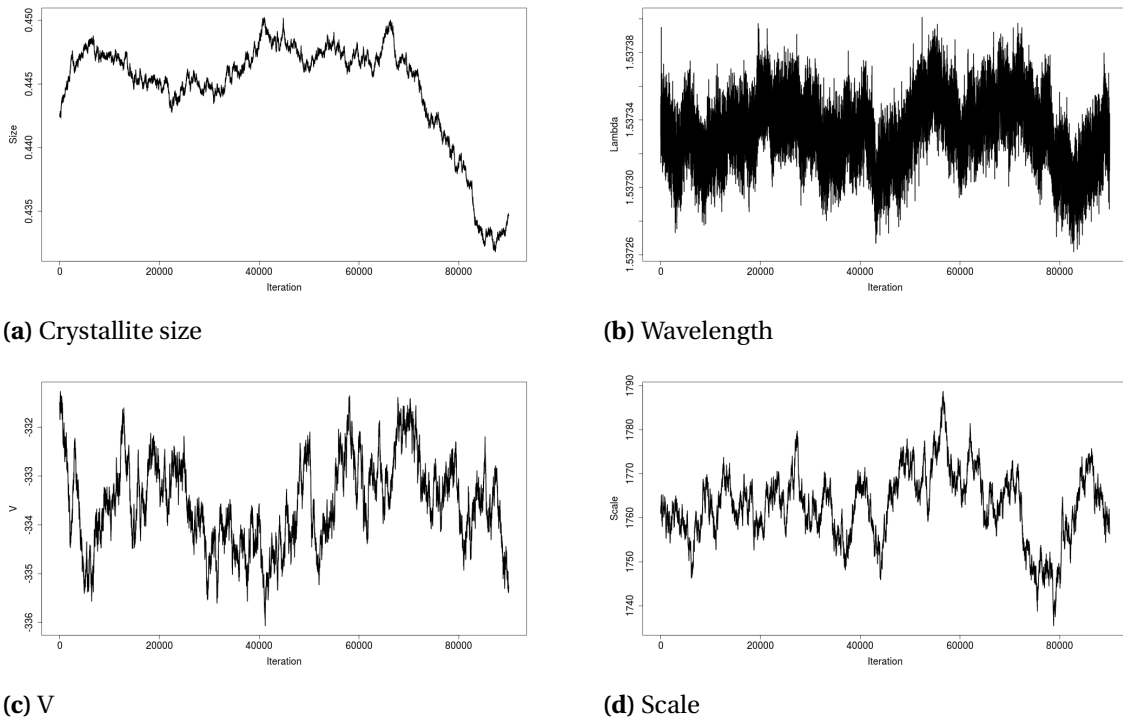 0.450
0.445
0.440
0.435
Size
0 20000 40000 60000 80000
Iteration
(a) Crystallite size
1.53738
1.53734
1.53730
1.53726
Lambda
0 20000 40000 60000 80000
Iteration
(b) Wavelength
-332
-333
-334
-335
-336
V
0 20000 40000 60000 80000
Iteration
(c) V
1790
1780
1770
1760
1750
1740
Scale
0 20000 40000 60000 80000
Iteration
(d) Scale